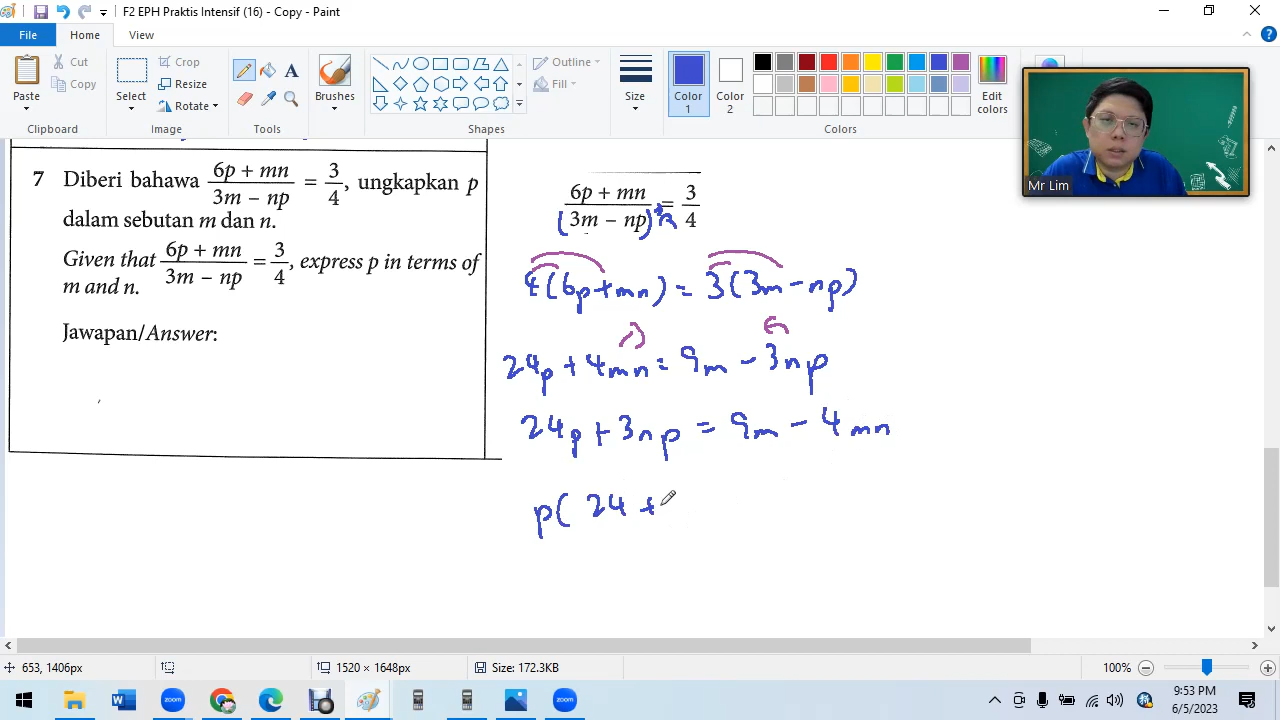 F2 EPH Praktis Intensif (16) - Copy - Paint
File Home View
Paste Cut Copy Select Crop Resize Rotate Brushes Outline Fill Size Color 1 Color 2 Edit colors
Clipboard Image Tools Shapes Colors
Mr Lim
7 Diberi bahawa (6p + mn)/(3m – np) = 3/4, ungkapkan p
dalam sebutan m dan n.
Given that (6p + mn)/(3m – np) = 3/4, express p in terms of
m and n.
Jawapan/Answer:
(6p + mn)/(3m – np) = 3/4
4(6p+mn) = 3(3m-np)
24p+4mn = 9m-3np
24p+3np = 9m-4mn
p(24+
653, 1406px 1520 × 1648px Size: 172.3KB 100%
zoom zoom 9:53 PM
6/5/2023